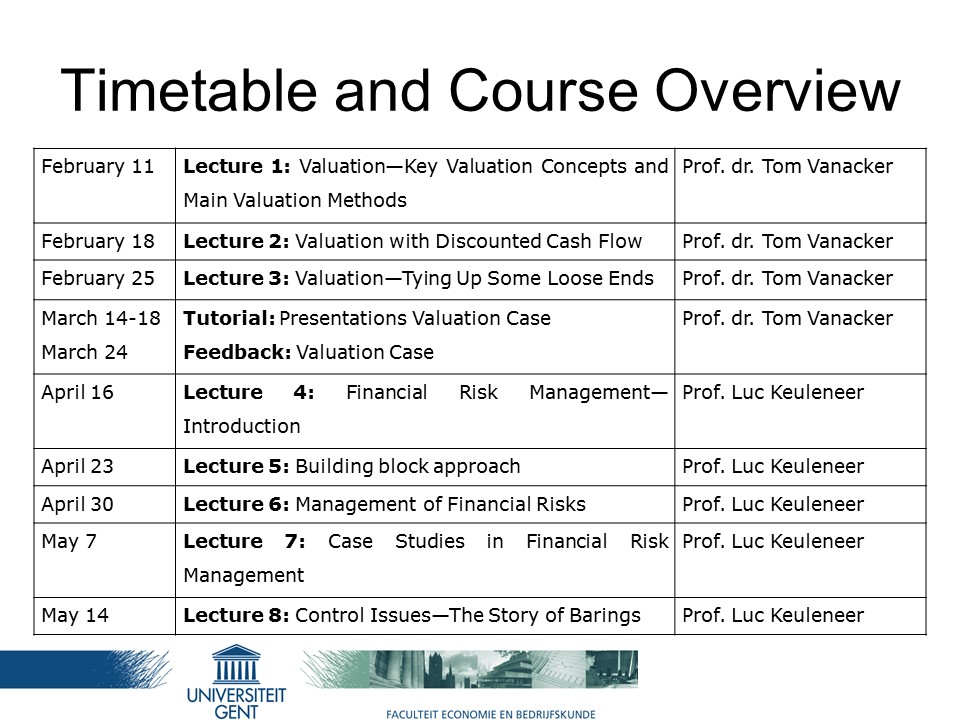 Timetable and Course Overview
February 11 Lecture 1: Valuation—Key Valuation Concepts and Prof. dr. Tom Vanacker
Main Valuation Methods
February 18 Lecture 2: Valuation with Discounted Cash Flow Prof. dr. Tom Vanacker
February 25 Lecture 3: Valuation—Tying Up Some Loose Ends Prof. dr. Tom Vanacker
March 14-18 Tutorial: Presentations Valuation Case Prof. dr. Tom Vanacker
March 24 Feedback: Valuation Case
April 16 Lecture 4: Financial Risk Management— Prof. Luc Keuleneer
Introduction
April 23 Lecture 5: Building block approach Prof. Luc Keuleneer
April 30 Lecture 6: Management of Financial Risks Prof. Luc Keuleneer
May 7 Lecture 7: Case Studies in Financial Risk Prof. Luc Keuleneer
Management
May 14 Lecture 8: Control Issues—The Story of Barings Prof. Luc Keuleneer
UNIVERSITEIT
GENT
FACULTEIT ECONOMIE EN BEDRIJFSKUNDE